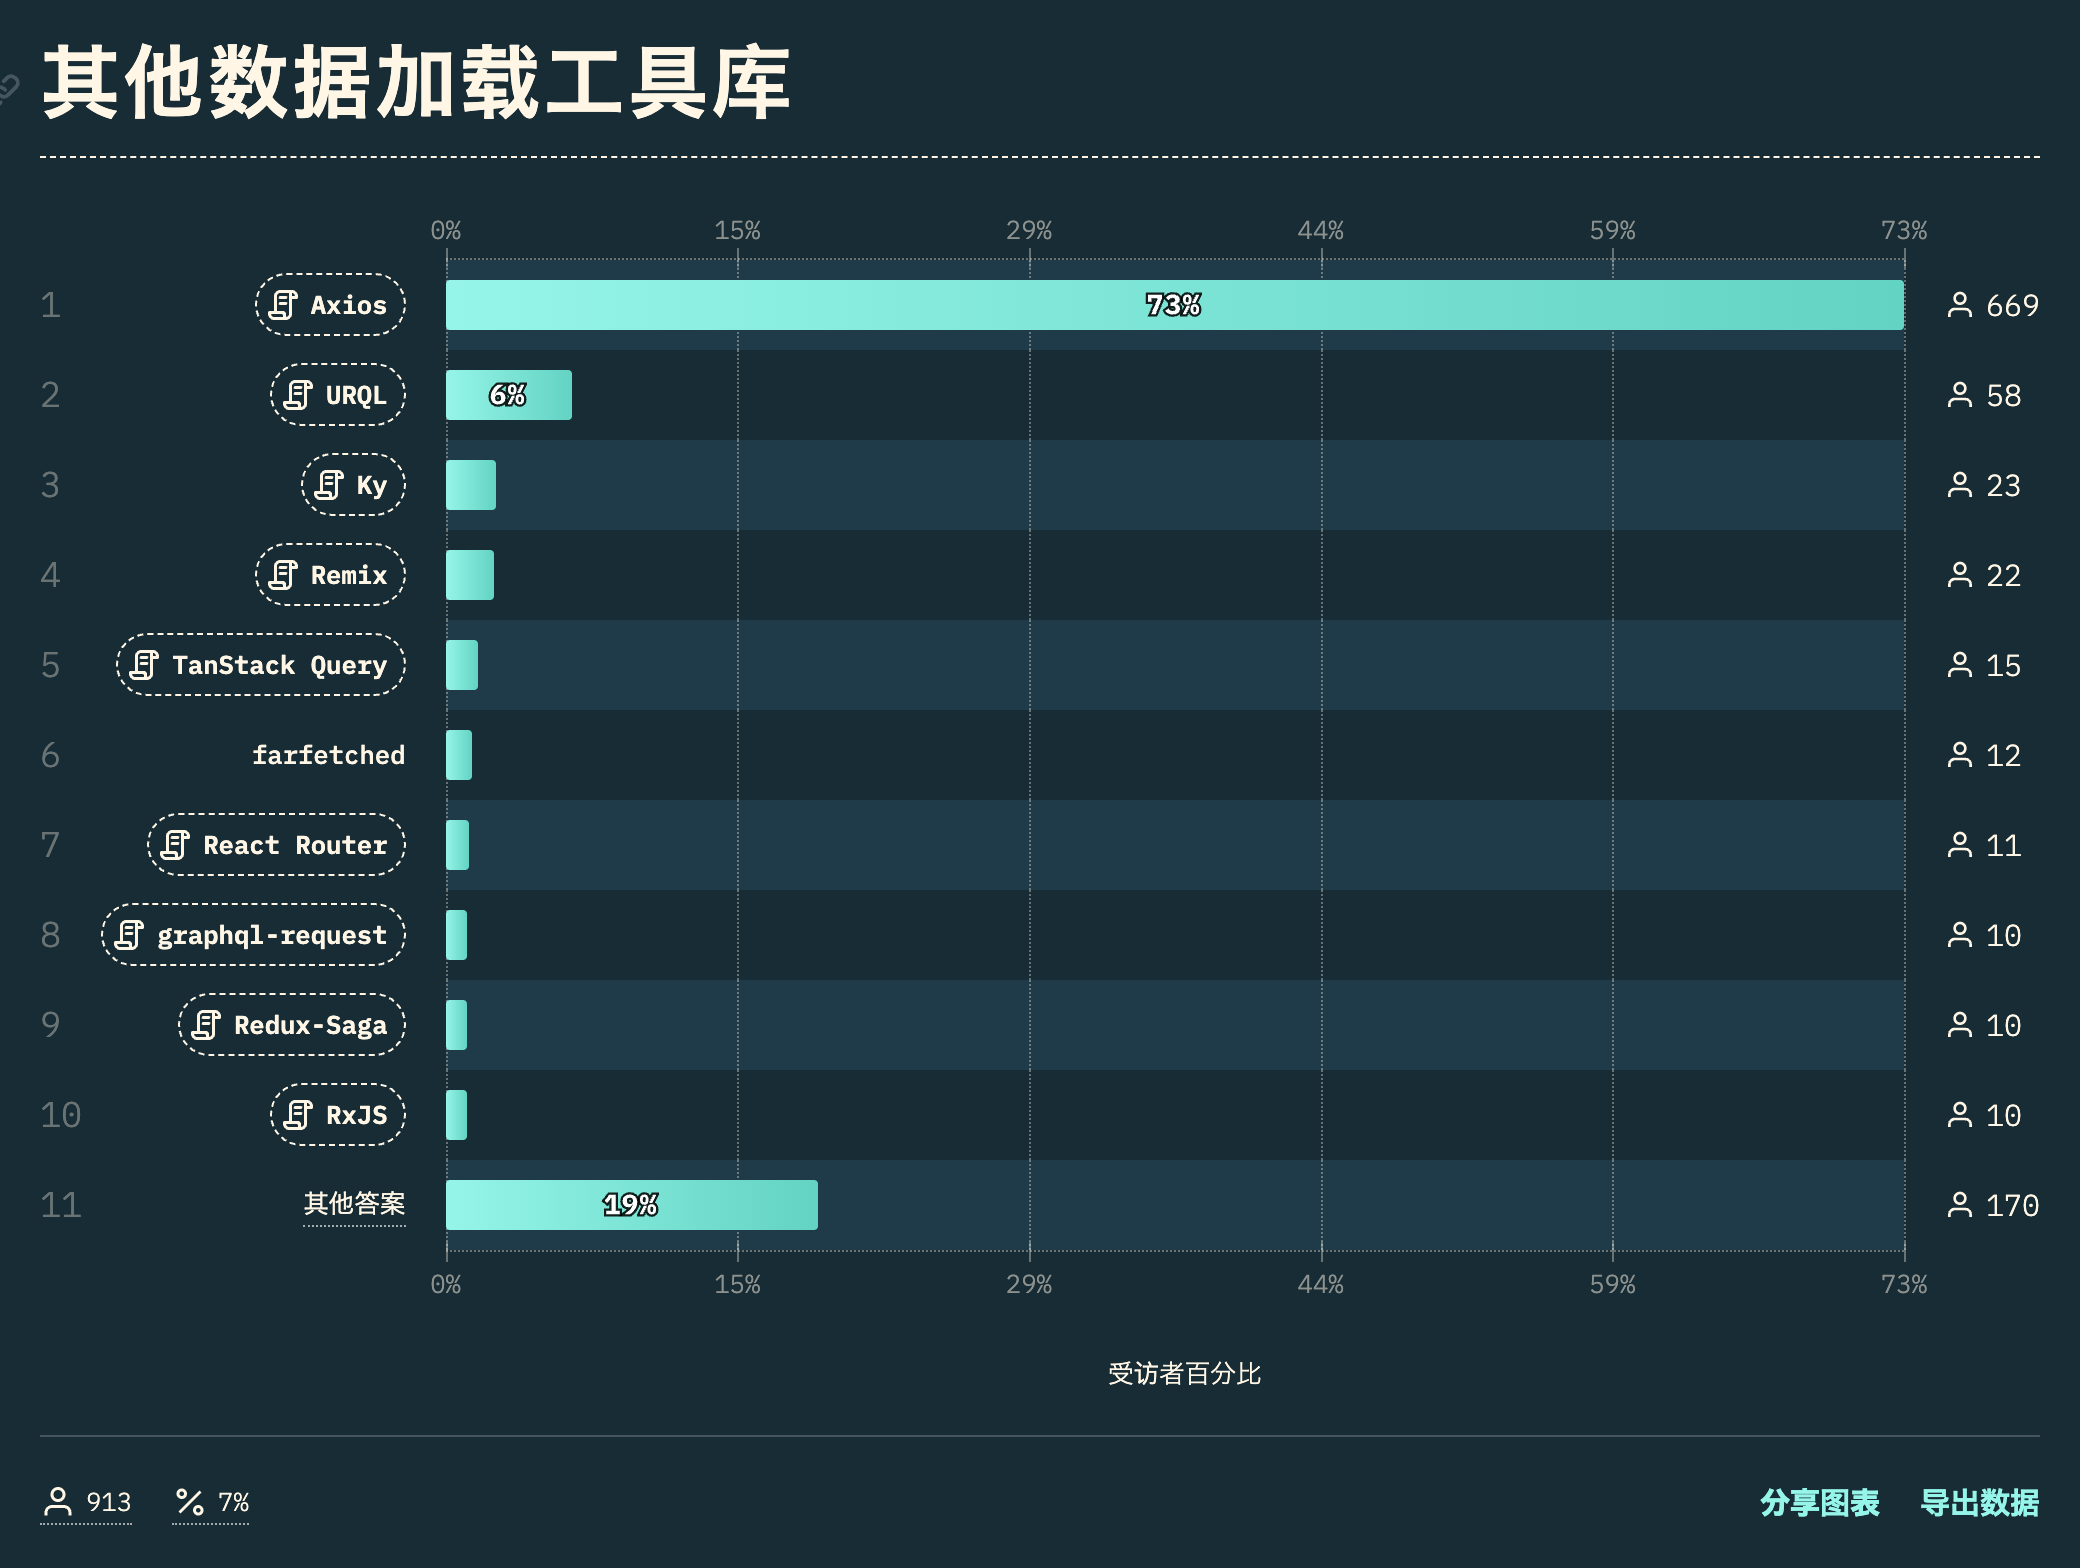 其他数据加载工具库
0% 15% 29% 44% 59% 73%
1 Axios 73% 669
2 URQL 6% 58
3 Ky 23
4 Remix 22
5 TanStack Query 15
6 farfetched 12
7 React Router 11
8 graphql-request 10
9 Redux-Saga 10
10 RxJS 10
11 其他答案 19% 170
0% 15% 29% 44% 59% 73%
受访者百分比
913 7% 分享图表 导出数据